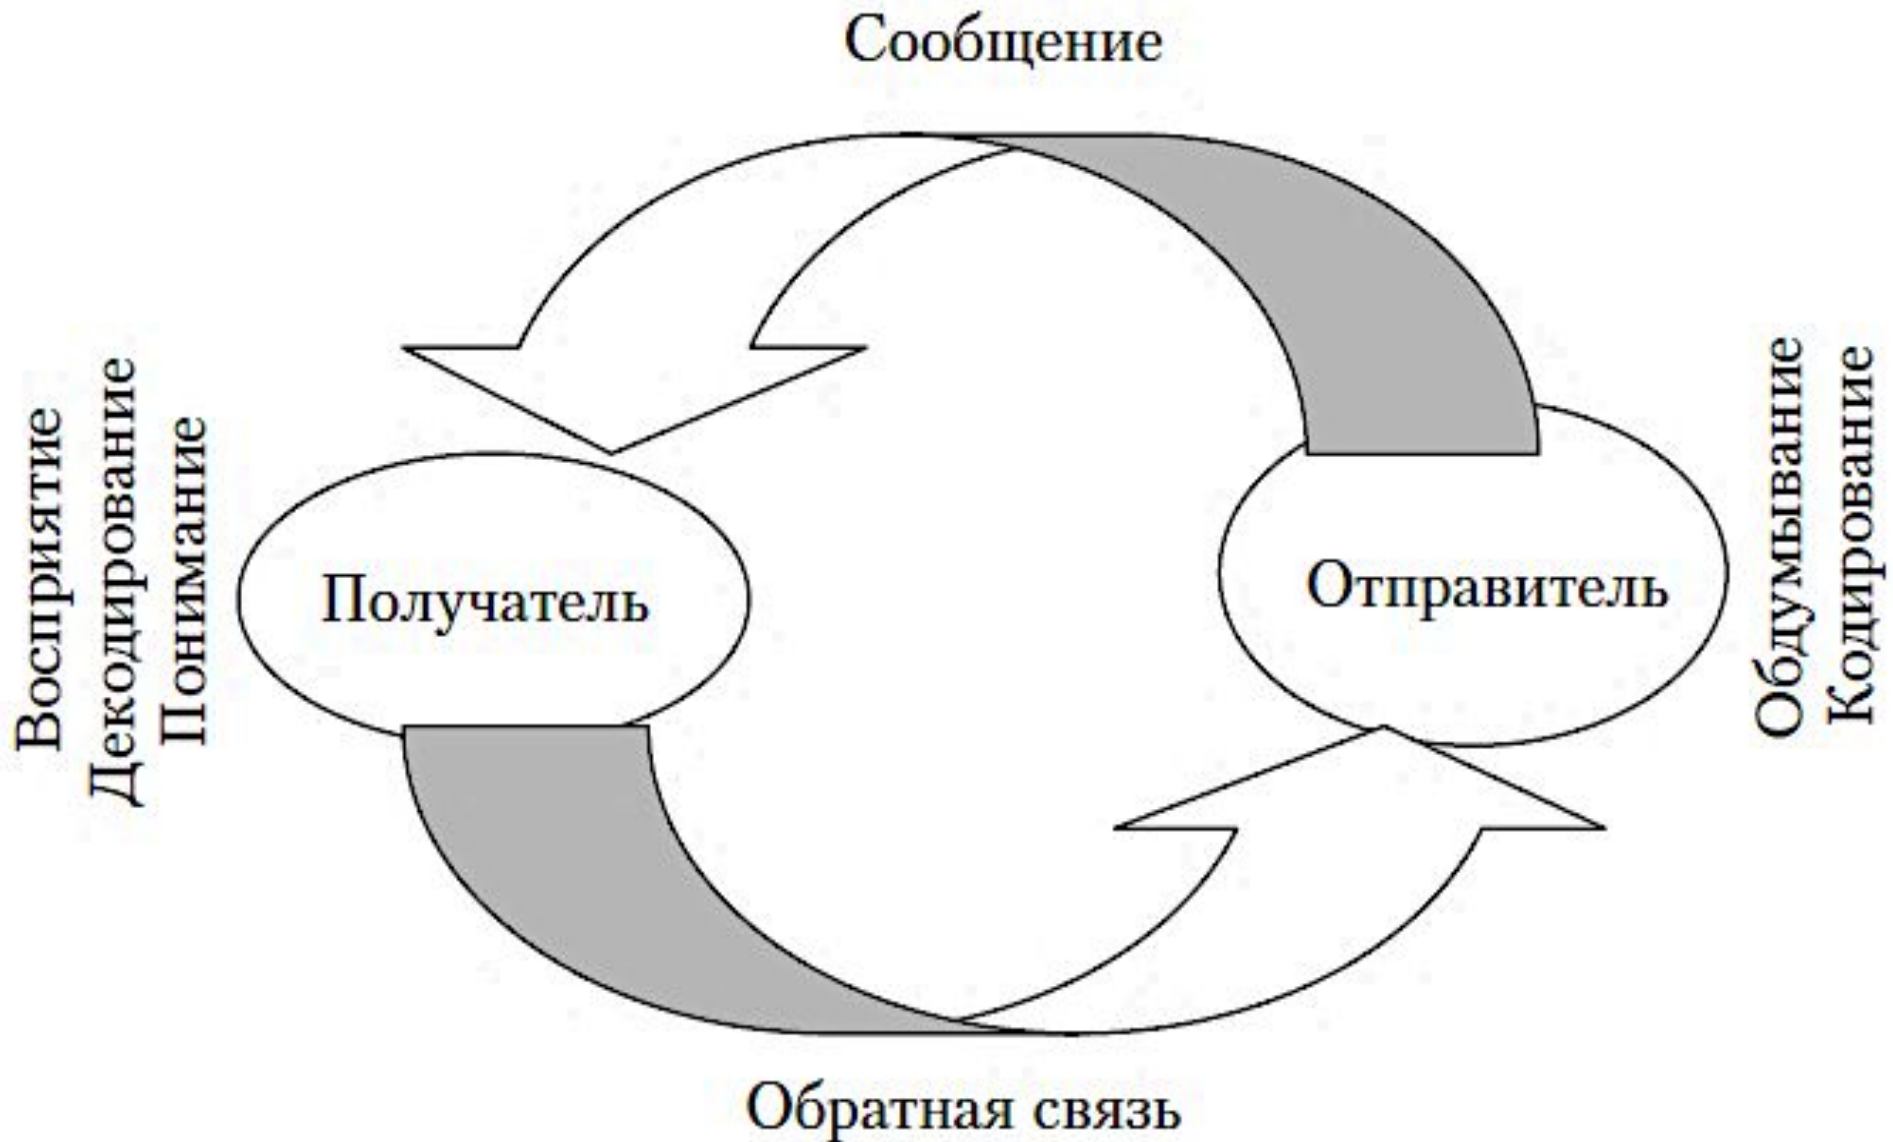 Сообщение
Восприятие
Декодирование
Понимание
Получатель
Отправитель
Обдумывание
Кодирование
Обратная связь